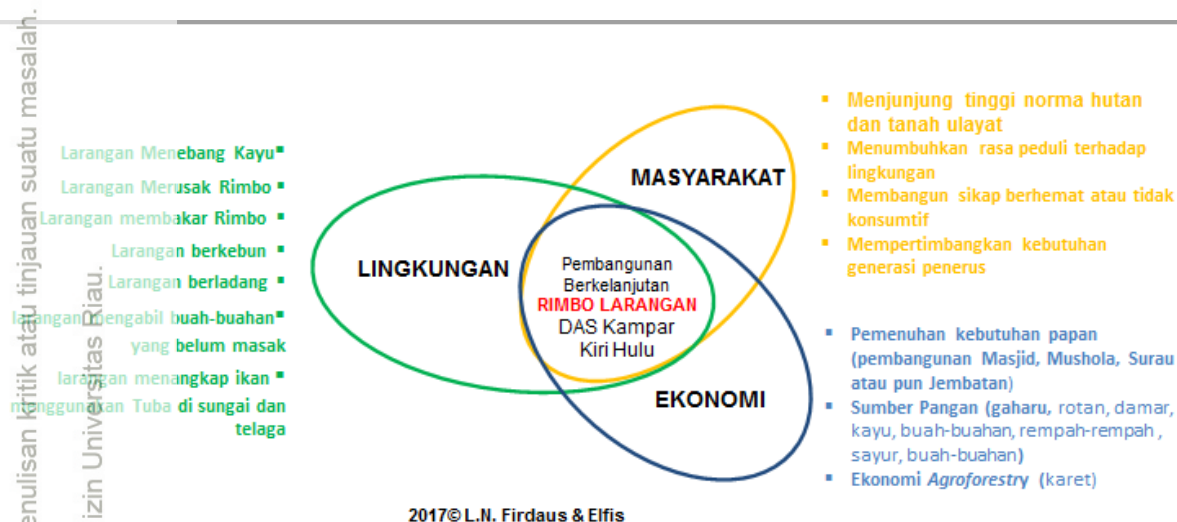 enulisan kritik atau tinjauan suatu masalah.
izin Universitas Riau.
Larangan Menebang Kayu
Larangan Merusak Rimbo
Larangan membakar Rimbo
Larangan berkebun
Larangan berladang
larangan mengabil buah-buahan
yang belum masak
larangan menangkap ikan
menggunakan Tuba di sungai dan
telaga
LINGKUNGAN
MASYARAKAT
EKONOMI
Pembangunan
Berkelanjutan
RIMBO LARANGAN
DAS Kampar
Kiri Hulu
Menjunjung tinggi norma hutan
dan tanah ulayat
Menumbuhkan rasa peduli terhadap
lingkungan
Membangun sikap berhemat atau tidak
konsumtif
Mempertimbangkan kebutuhan
generasi penerus
Pemenuhan kebutuhan papan
(pembangunan Masjid, Mushola, Surau
atau pun Jembatan)
Sumber Pangan (gaharu, rotan, damar,
kayu, buah-buahan, rempah-rempah ,
sayur, buah-buahan)
Ekonomi Agroforestry (karet)
2017© L.N. Firdaus & Elfis